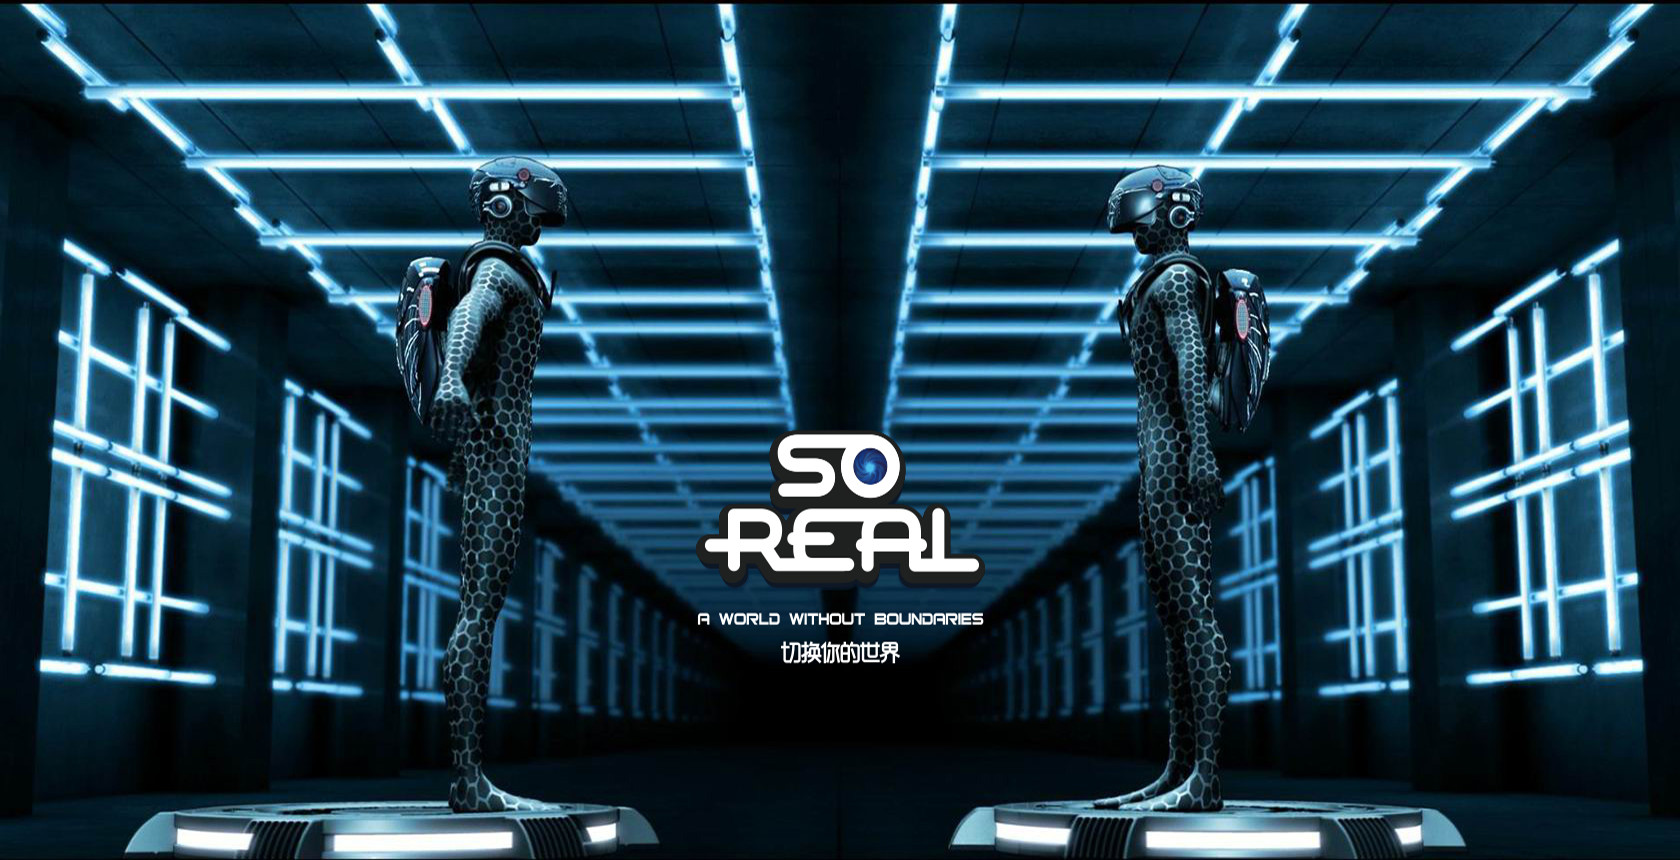 SO
REAL
A WORLD WITHOUT BOUNDARIES
切换你的世界